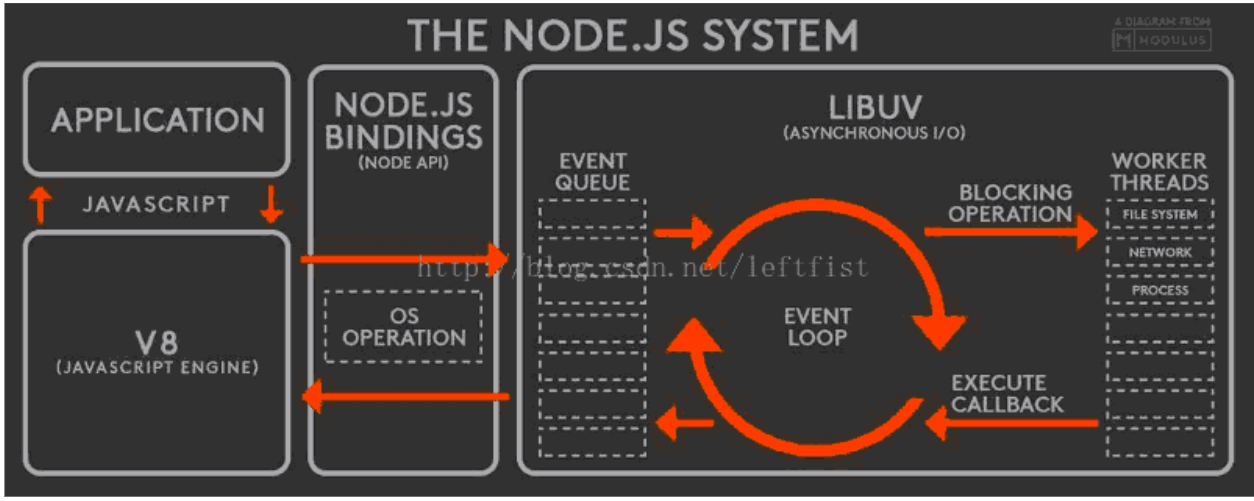 THE NODE.JS SYSTEM
A DIAGRAM FROM
MODULUS
APPLICATION
JAVASCRIPT
V8
(JAVASCRIPT ENGINE)
NODE.JS
BINDINGS
(NODE API)
OS
OPERATION
LIBUV
(ASYNCHRONOUS I/O)
EVENT
QUEUE
EVENT
LOOP
BLOCKING
OPERATION
EXECUTE
CALLBACK
WORKER
THREADS
FILE SYSTEM
NETWORK
PROCESS
http://blog.csdn.net/leftfist